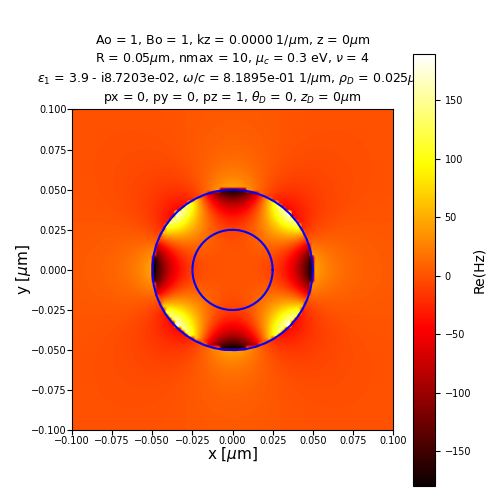 Ao = 1, Bo = 1, kz = 0.0000 1/μm, z = 0μm
R = 0.05μm, nmax = 10, μc = 0.3 eV, ν = 4
ε1 = 3.9 - i8.7203e-02, ω/c = 8.1895e-01 1/μm, ρD = 0.025μ
px = 0, py = 0, pz = 1, θD = 0, zD = 0μm
0.100
0.075
0.050
0.025
0.000
−0.025
−0.050
−0.075
−0.100
y [μm]
−0.100 −0.075 −0.050 −0.025 0.000 0.025 0.050 0.075 0.100
x [μm]
150
100
50
0
−50
−100
−150
Re(Hz)